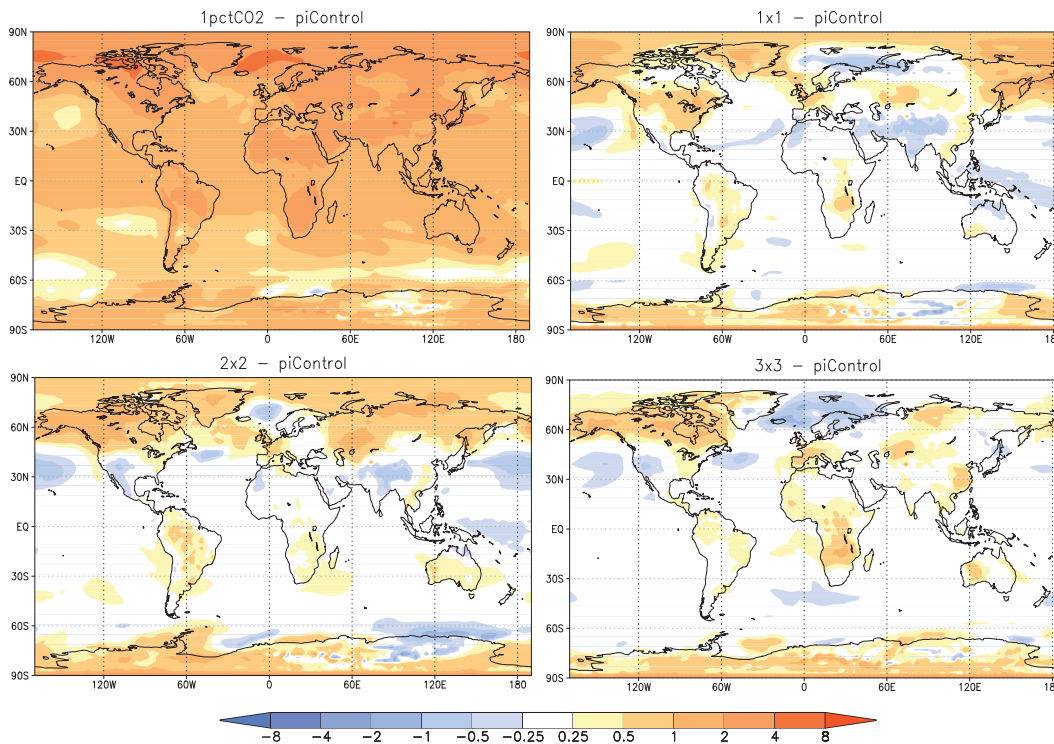 1pctCO2 – piControl
90N
60N
30N
EQ
30S
60S
90S
120W 60W 0 60E 120E 180
1x1 – piControl
90N
60N
30N
EQ
30S
60S
90S
120W 60W 0 60E 120E 180
2x2 – piControl
90N
60N
30N
EQ
30S
60S
90S
120W 60W 0 60E 120E 180
3x3 – piControl
90N
60N
30N
EQ
30S
60S
90S
120W 60W 0 60E 120E 180
−8 −4 −2 −1 −0.5 −0.25 0.25 0.5 1 2 4 8